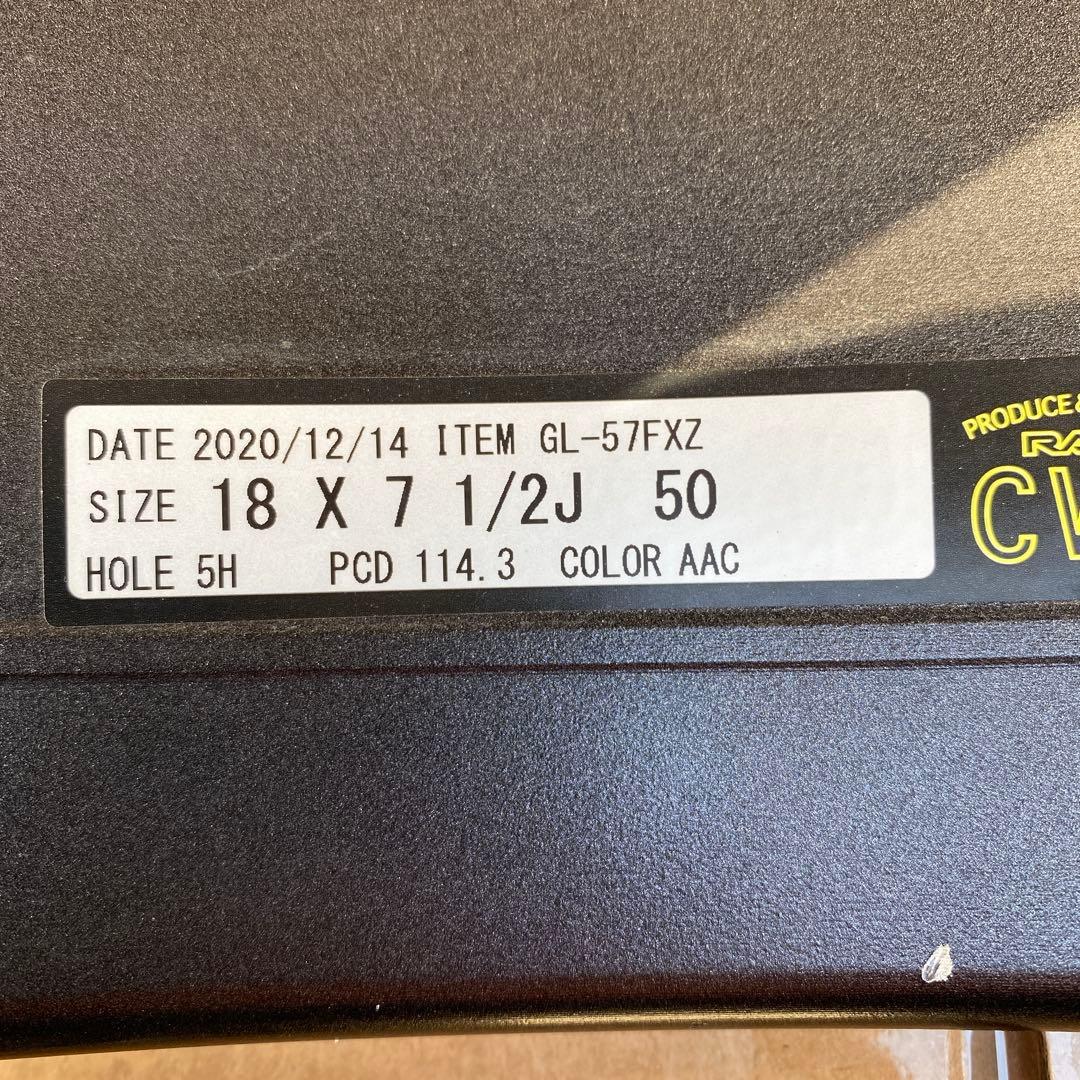 DATE 2020/12/14 ITEM GL-57FXZ
SIZE 18 X 7 1/2J 50
HOLE 5H PCD 114.3 COLOR AAC
PRODUCE &